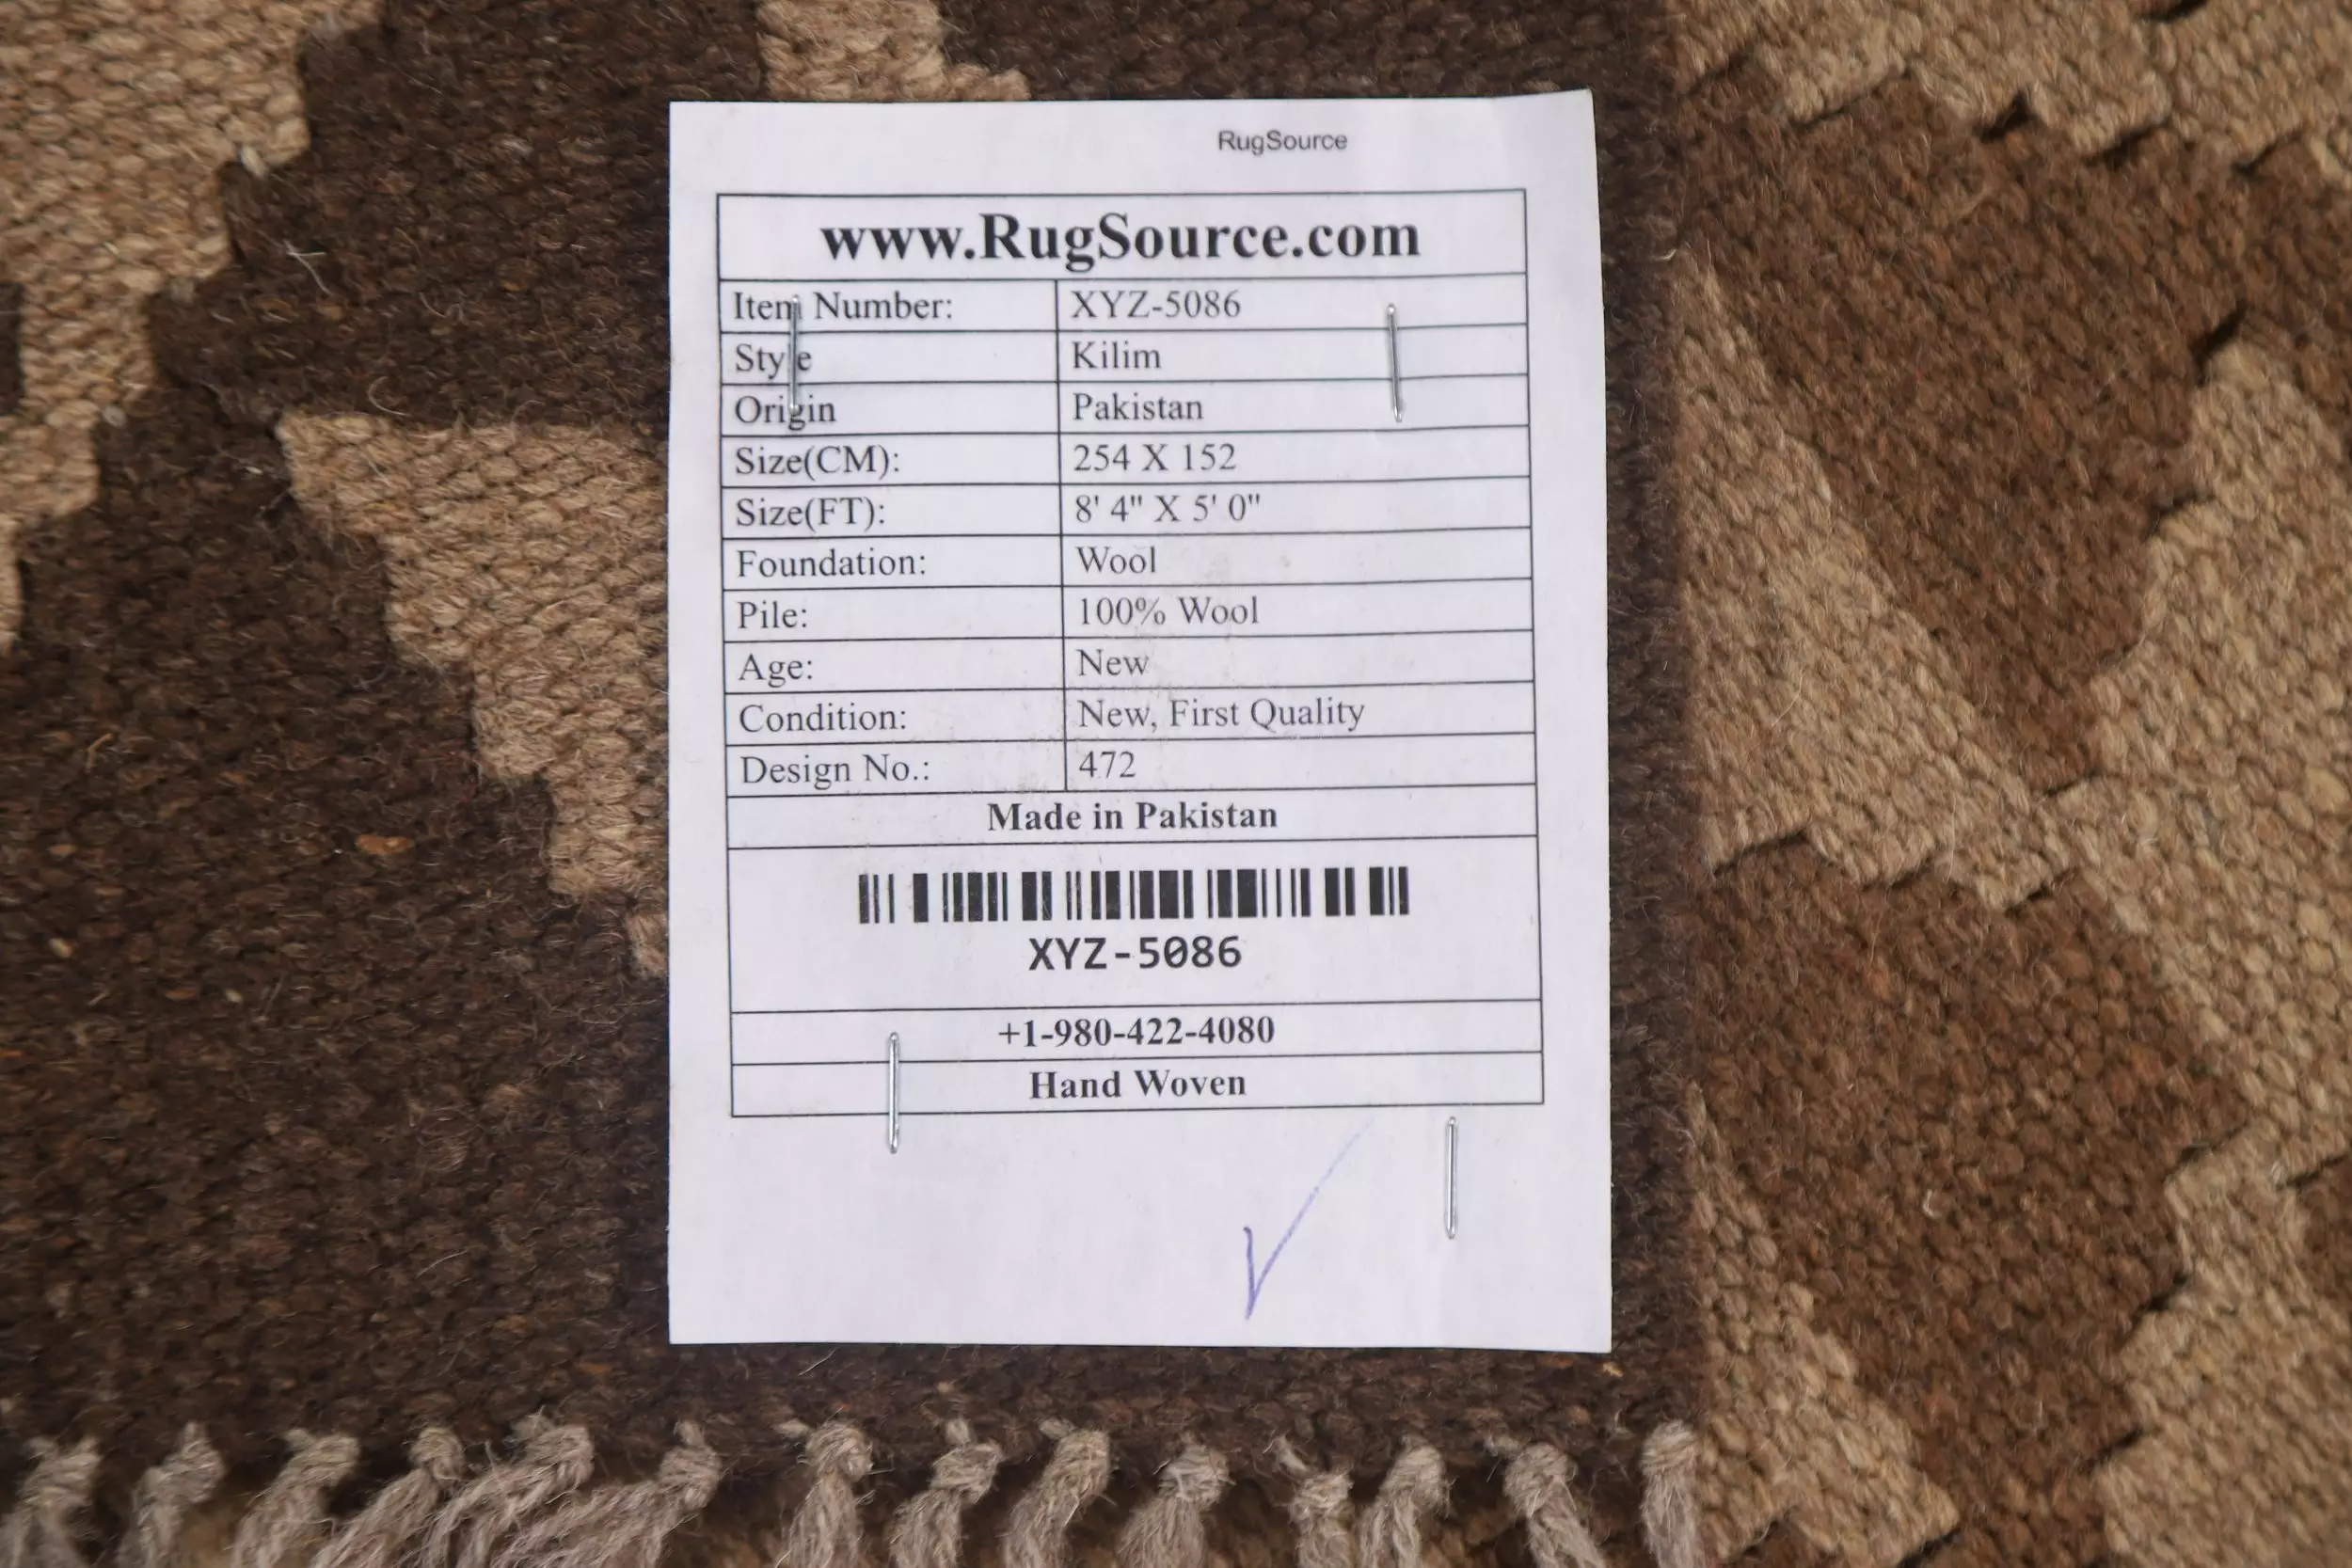 RugSource
www.RugSource.com
Item Number: XYZ-5086
Style Kilim
Origin Pakistan
Size(CM): 254 X 152
Size(FT): 8' 4" X 5' 0"
Foundation: Wool
Pile: 100% Wool
Age: New
Condition: New, First Quality
Design No.: 472
Made in Pakistan
XYZ-5086
+1-980-422-4080
Hand Woven